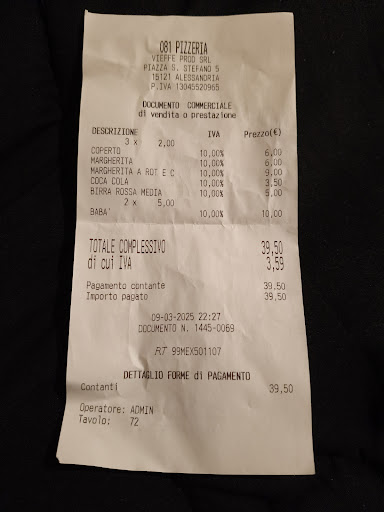 081 PIZZERIA
VIEFFE PROD SRL
PIAZZA S. STEFANO 5
15121 ALESSANDRIA
P.IVA 13045520965
DOCUMENTO COMMERCIALE
di vendita o prestazione
DESCRIZIONE IVA Prezzo(€)
3 x 2,00
COPERTO 10,00% 6,00
MARGHERITA 10,00% 6,00
MARGHERITA A ROT E C 10,00% 9,00
COCA COLA 10,00% 3,50
BIRRA ROSSA MEDIA 10,00% 5,00
2 x 5,00
BABA' 10,00% 10,00
TOTALE COMPLESSIVO 39,50
di cui IVA 3,59
Pagamento contante 39,50
Importo pagato 39,50
09-03-2025 22:27
DOCUMENTO N. 1445-0069
RT 99MEX501107
DETTAGLIO FORME di PAGAMENTO
Contanti 39,50
Operatore: ADMIN
Tavolo: 72